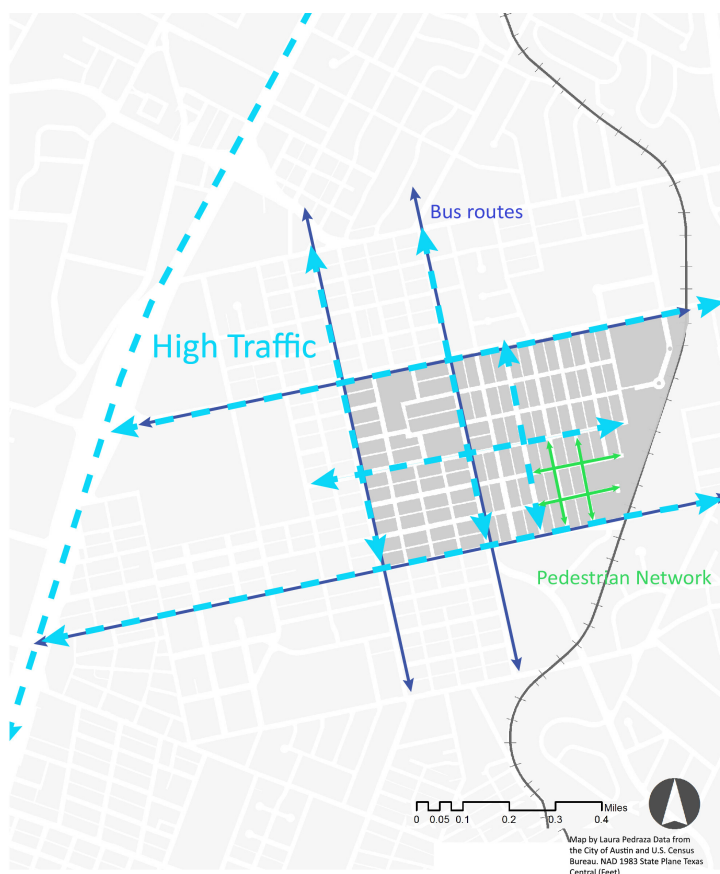 Bus routes
High Traffic
Pedestrian Network
Miles
0 0.05 0.1 0.2 0.3 0.4
Map by Laura Pedraza Data from
the City of Austin and U.S. Census
Bureau. NAD 1983 State Plane Texas
Central (Feet)